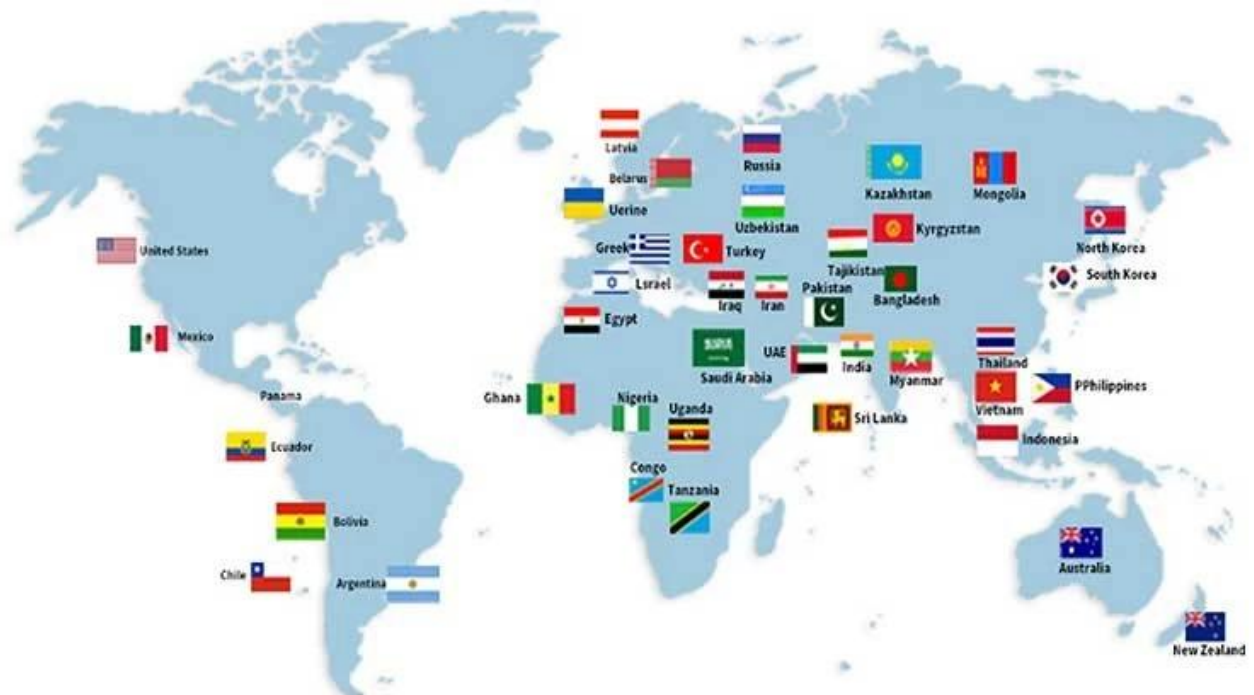 Latvia
Russia
Belarus
Kazakhstan
Mongolia
Uerine
Uzbekistan
Kyrgyzstan
North Korea
United States
Greek
Turkey
Tajikistan
South Korea
Lsrael
Iraq
Iran
Pakistan
Bangladesh
Egypt
Mexico
UAE
India
Thailand
Saudi Arabia
Myanmar
PPhilippines
Panama
Ghana
Nigeria
Uganda
Vietnam
Sri Lanka
Indonesia
Ecuador
Congo
Tanzania
Bolivia
Australia
Chile
Argentina
New Zealand